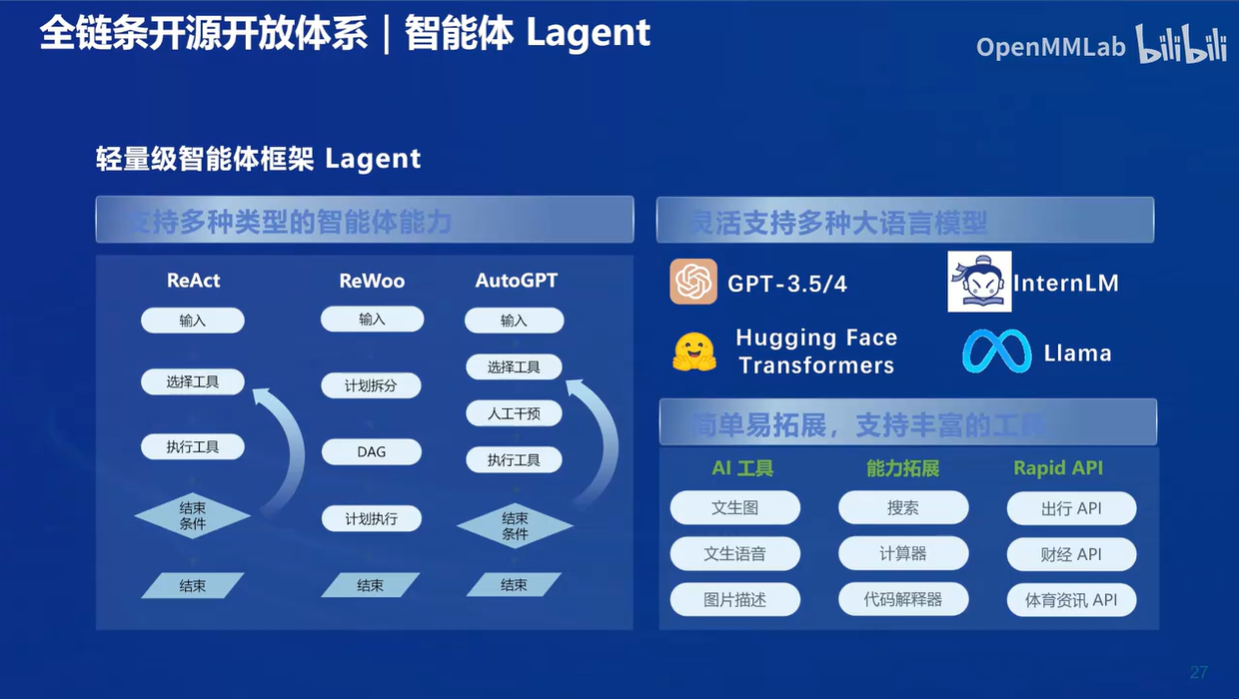 全链条开源开放体系｜智能体 Lagent
OpenMMLab bilibili
轻量级智能体框架 Lagent
支持多种类型的智能体能力
ReAct
输入
选择工具
执行工具
结束
条件
结束
ReWoo
输入
计划拆分
DAG
计划执行
结束
AutoGPT
输入
选择工具
人工干预
执行工具
结束
条件
结束
灵活支持多种大语言模型
GPT-3.5/4
InternLM
Hugging Face
Transformers
Llama
简单易拓展，支持丰富的工具
AI 工具
文生图
文生语音
图片描述
能力拓展
搜索
计算器
代码解释器
Rapid API
出行 API
财经 API
体育资讯 API
27